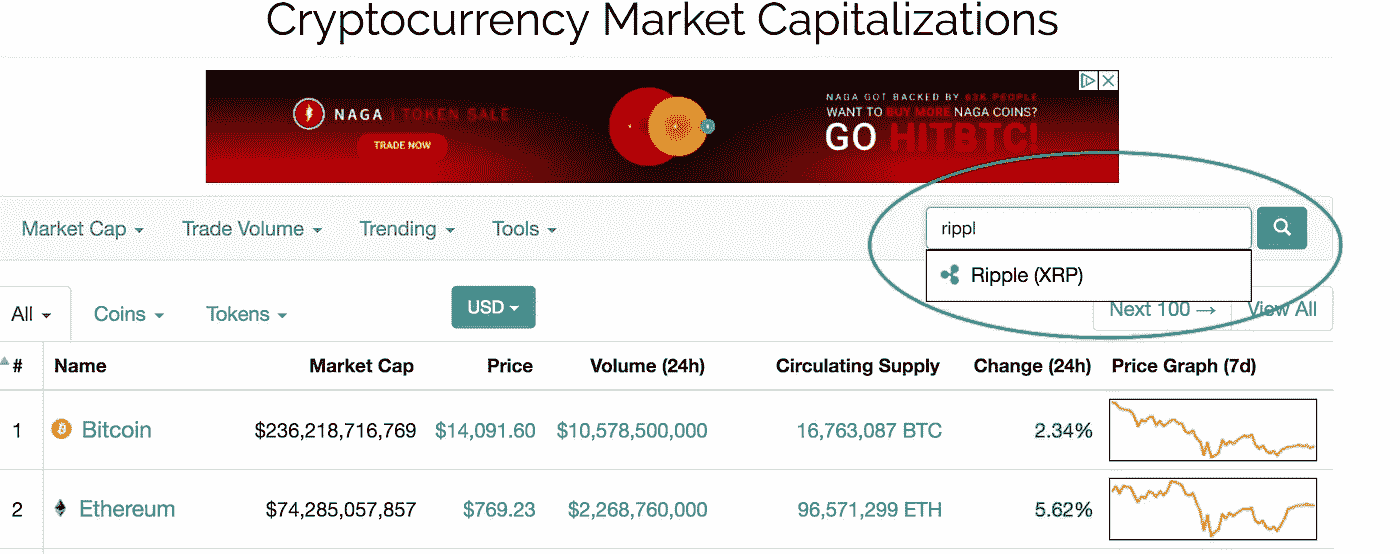 Cryptocurrency Market Capitalizations
NAGA TOKEN SALE
TRADE NOW
NAGA GOT BACKED BY 63K PEOPLE
WANT TO BUY MORE NAGA COINS?
GO HITBTC!
Market Cap Trade Volume Trending Tools
rippl
Ripple (XRP)
All Coins Tokens USD Next 100 → View All
# Name Market Cap Price Volume (24h) Circulating Supply Change (24h) Price Graph (7d)
1 Bitcoin $236,218,716,769 $14,091.60 $10,578,500,000 16,763,087 BTC 2.34%
2 Ethereum $74,285,057,857 $769.23 $2,268,760,000 96,571,299 ETH 5.62%